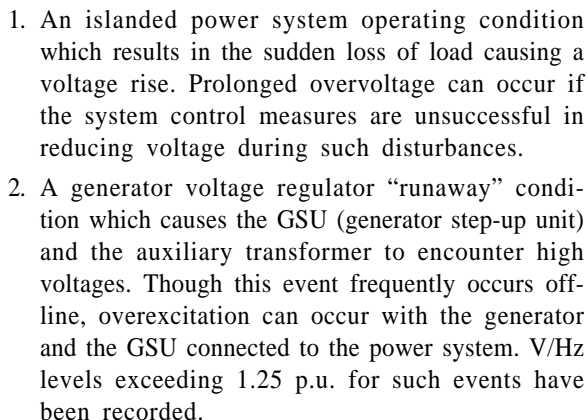 1. An islanded power system operating condition
which results in the sudden loss of load causing a
voltage rise. Prolonged overvoltage can occur if
the system control measures are unsuccessful in
reducing voltage during such disturbances.
2. A generator voltage regulator “runaway” condi-
tion which causes the GSU (generator step-up unit)
and the auxiliary transformer to encounter high
voltages. Though this event frequently occurs off-
line, overexcitation can occur with the generator
and the GSU connected to the power system. V/Hz
levels exceeding 1.25 p.u. for such events have
been recorded.